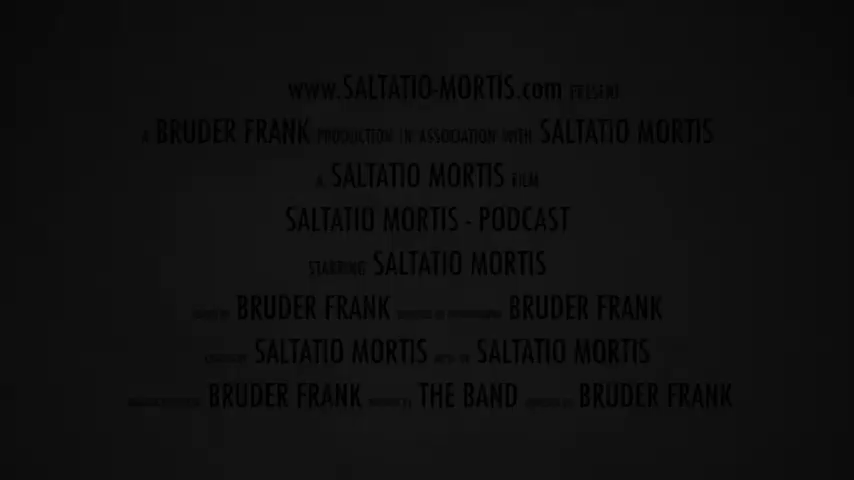 www.SALTATIO-MORTIS.com PRESENT
A BRUDER FRANK PRODUCTION IN ASSOCIATION WITH SALTATIO MORTIS
A SALTATIO MORTIS FILM
SALTATIO MORTIS - PODCAST
STARRING SALTATIO MORTIS
BRUDER FRANK BRUDER FRANK
SALTATIO MORTIS SALTATIO MORTIS
BRUDER FRANK THE BAND BRUDER FRANK